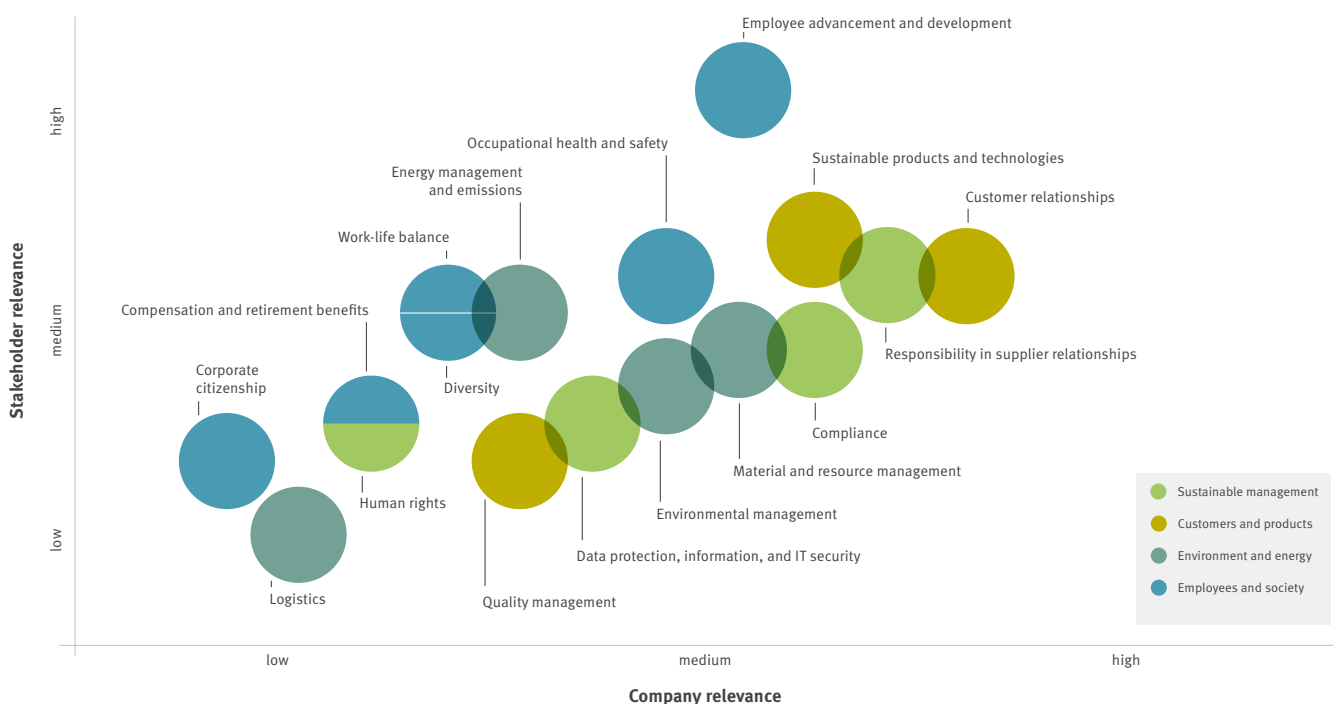 Employee advancement and development
high
Occupational health and safety
Sustainable products and technologies
Energy management
and emissions
Customer relationships
Work-life balance
Stakeholder relevance
medium
Compensation and retirement benefits
Responsibility in supplier relationships
Corporate
citizenship
Diversity
Compliance
Material and resource management
Human rights
Environmental management
low
Data protection, information, and IT security
Logistics
Quality management
Sustainable management
Customers and products
Environment and energy
Employees and society
low
medium
high
Company relevance